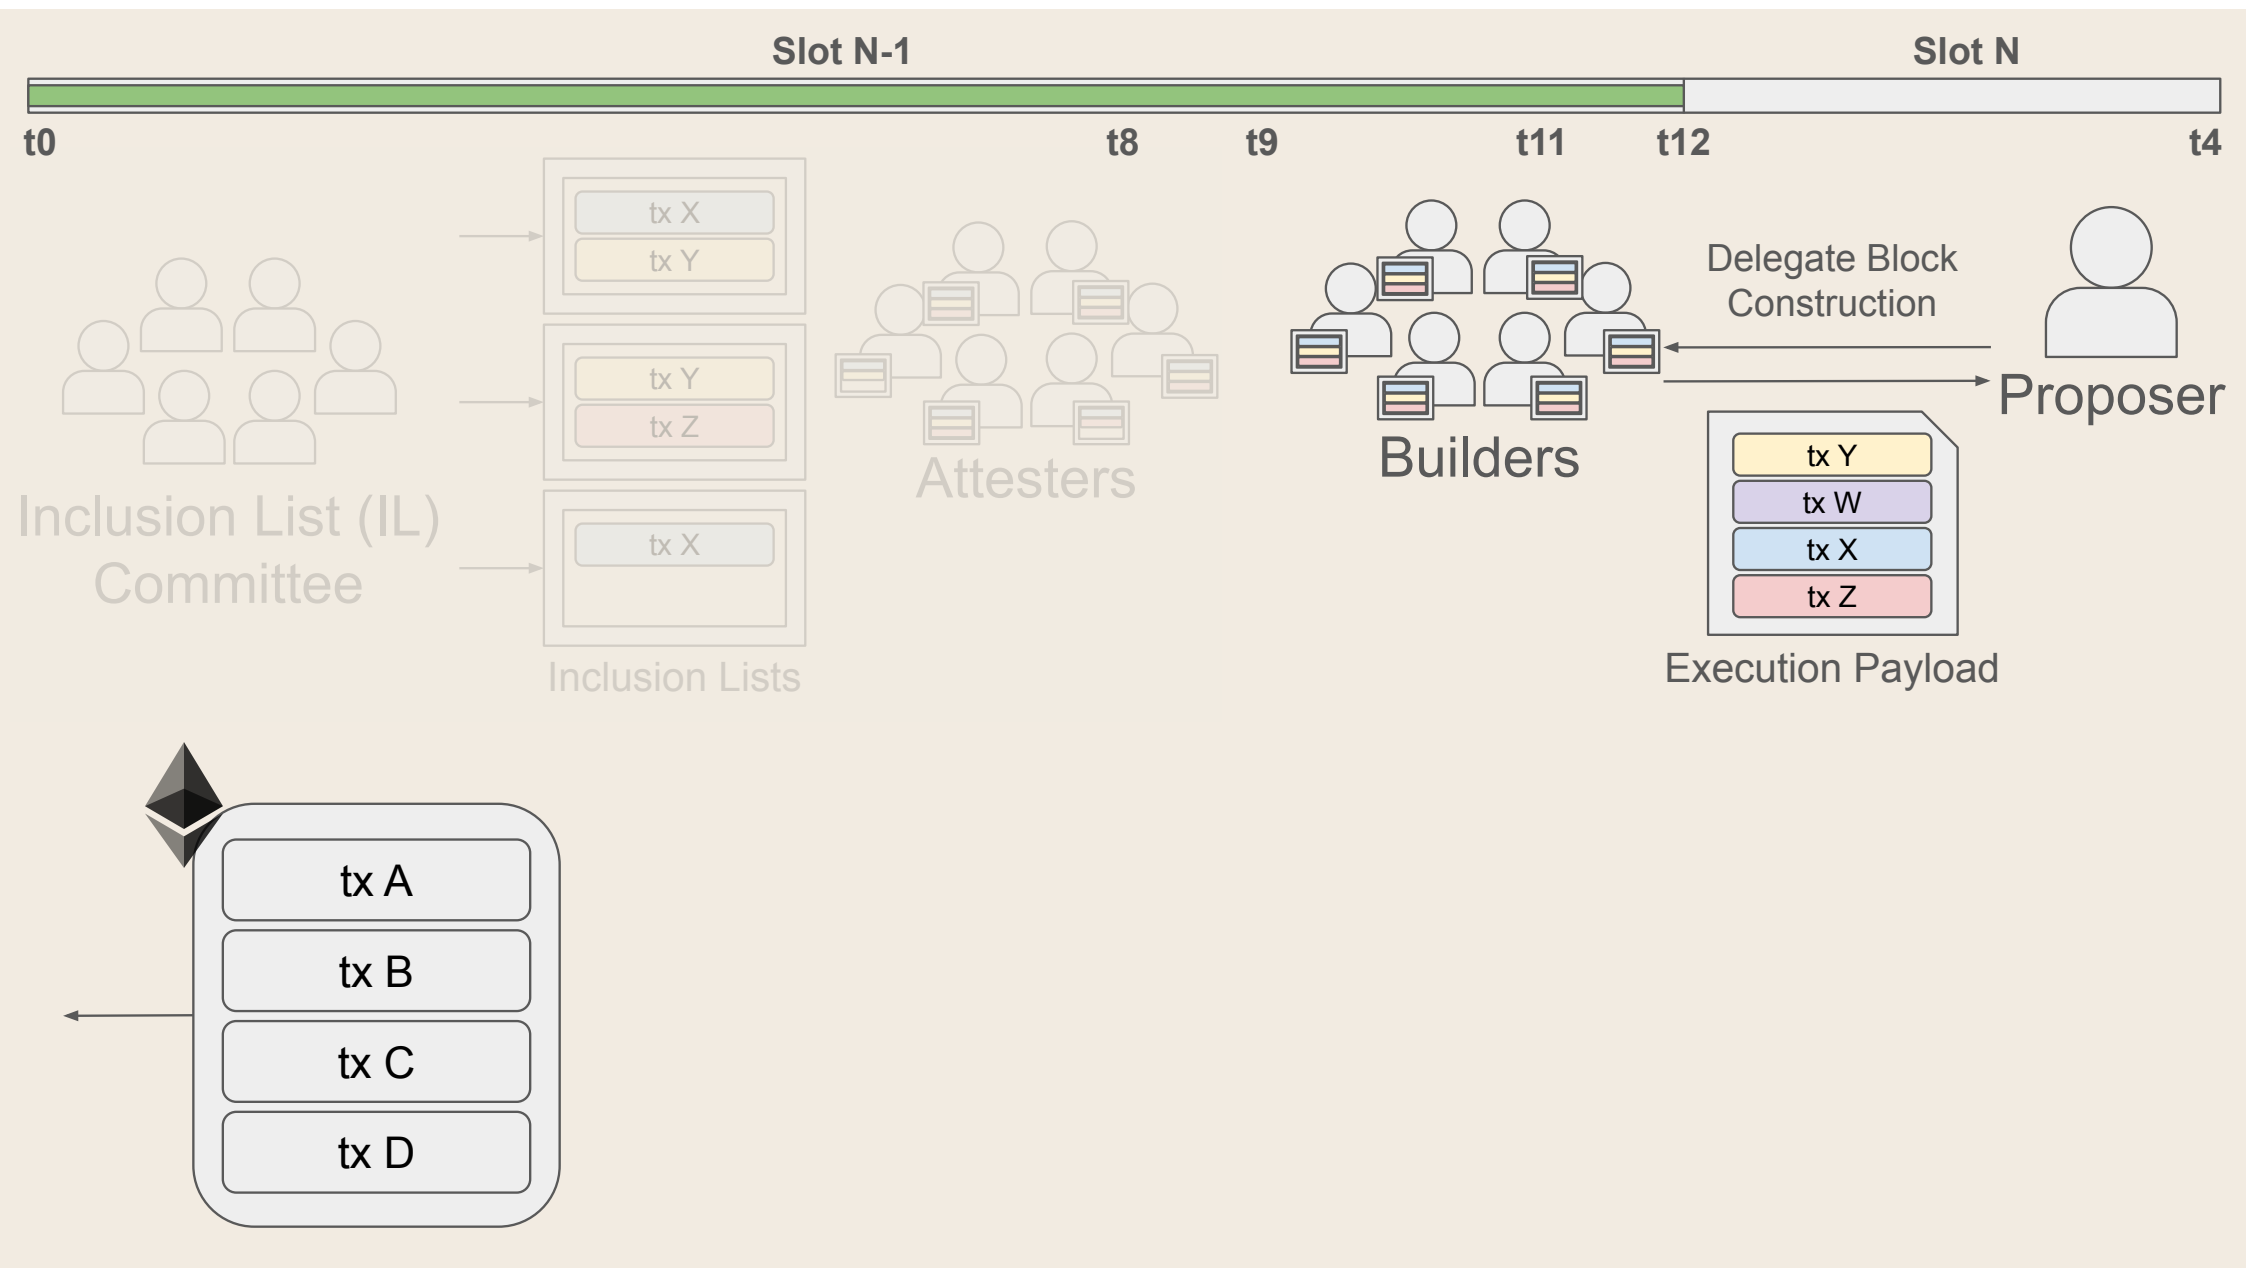 Slot N-1
Slot N
t0
t8
t9
t11
t12
t4
Inclusion List (IL)
Committee
tx X
tx Y
tx Y
tx Z
tx X
Inclusion Lists
Attesters
Builders
Delegate Block
Construction
Proposer
tx Y
tx W
tx X
tx Z
Execution Payload
tx A
tx B
tx C
tx D